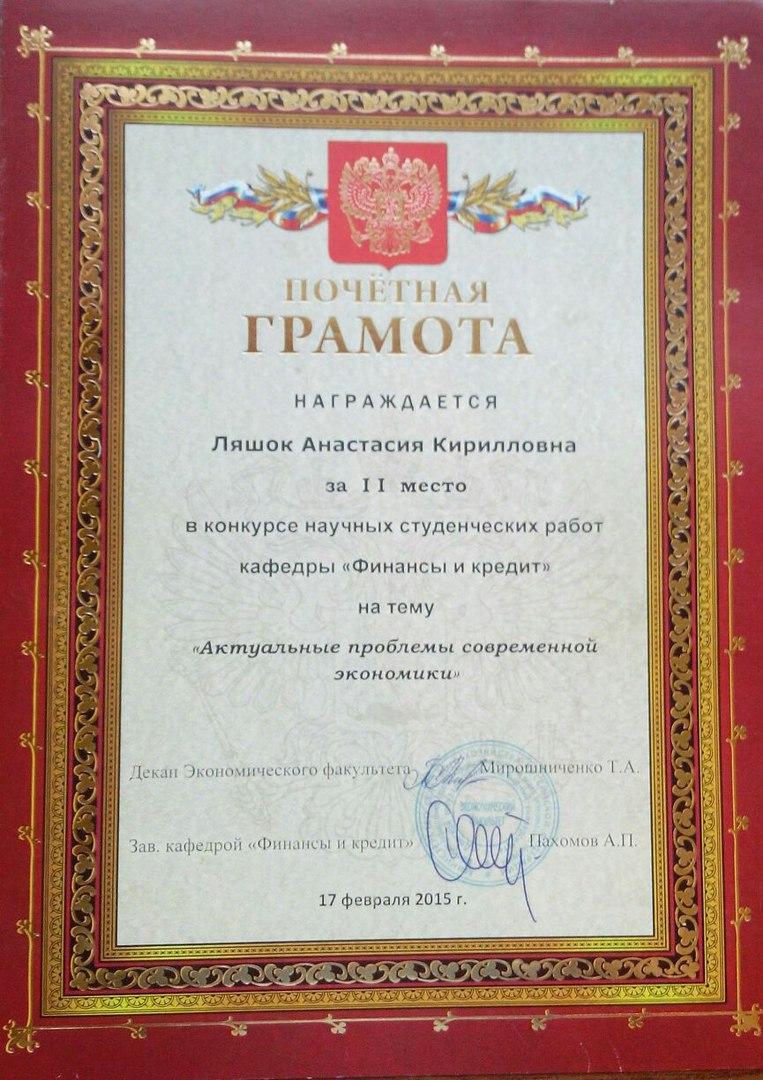 ПОЧЁТНАЯ
ГРАМОТА
НАГРАЖДАЕТСЯ
Ляшок Анастасия Кирилловна
за II место
в конкурсе научных студенческих работ
кафедры «Финансы и кредит»
на тему
«Актуальные проблемы современной
экономики»
Декан Экономического факультета Мирошниченко Т.А.
Зав. кафедрой «Финансы и кредит» Пахомов А.П.
17 февраля 2015 г.